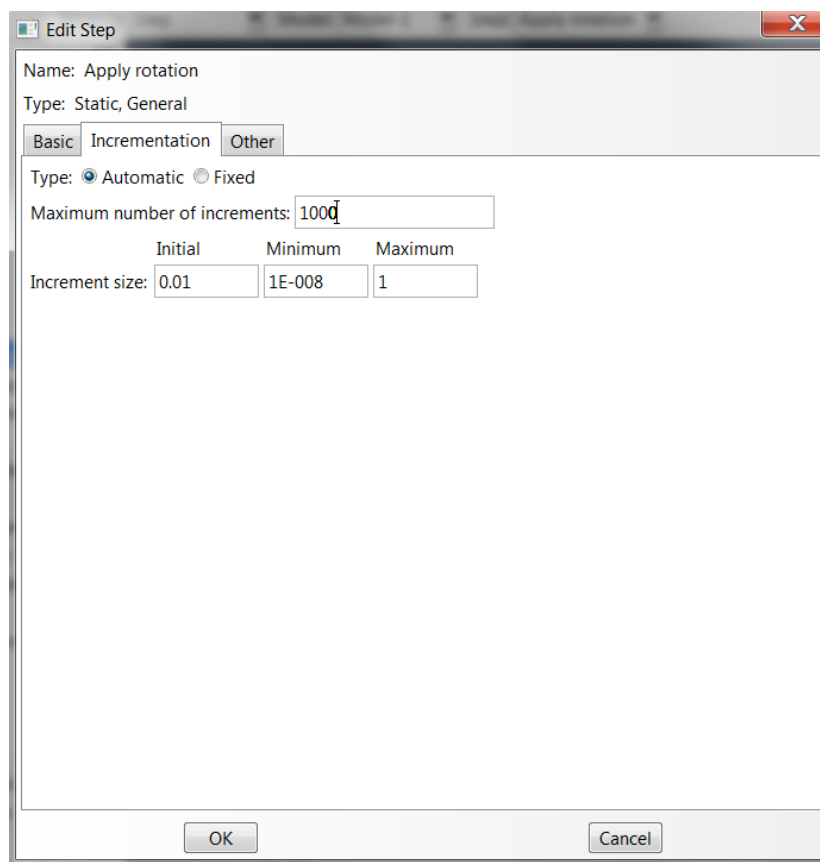 Edit Step
Name: Apply rotation
Type: Static, General
Basic Incrementation Other
Type: Automatic Fixed
Maximum number of increments: 1000
Initial Minimum Maximum
Increment size: 0.01 1E-008 1
OK Cancel